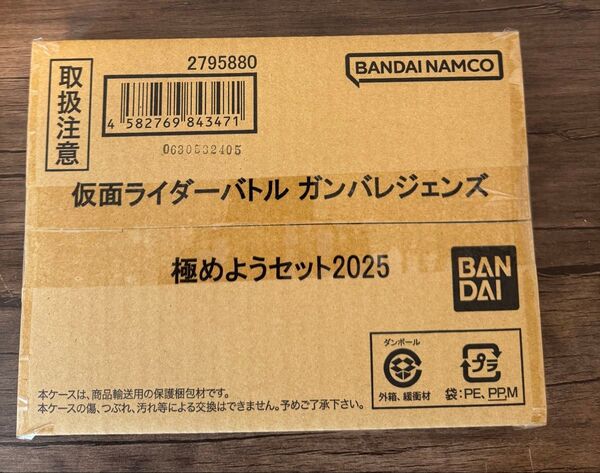 取扱注意
2795880
4 582769 843471
BANDAI NAMCO
仮面ライダーバトル ガンバレジェンズ
極めようセット2025
BAN
DAI
ダンボール
外箱、緩衝材
プラ
袋:PE、PP,M
本ケースは、商品輸送用の保護梱包材です。
本ケースの傷、つぶれ、汚れ等による交換はできません。予めご了承下さい。